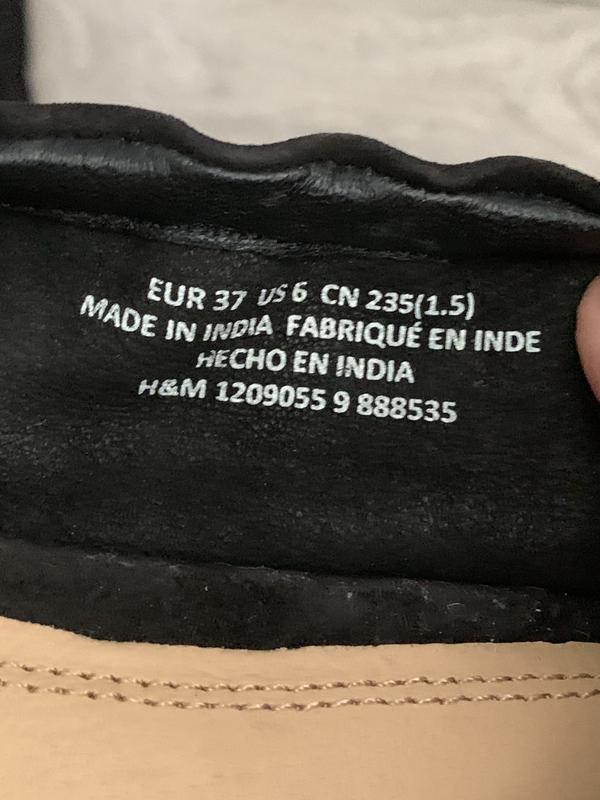 EUR 37 US 6 CN 235(1.5)
MADE IN INDIA FABRIQUÉ EN INDE
HECHO EN INDIA
H&M 1209055 9 888535